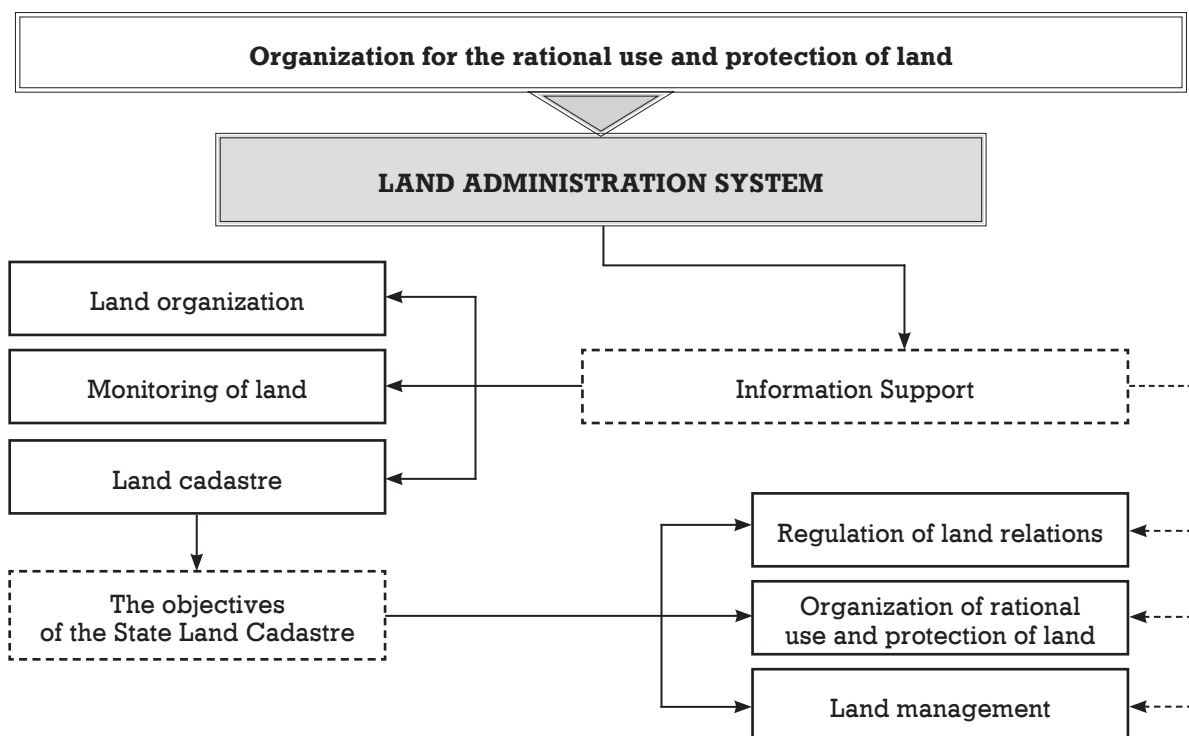 Organization for the rational use and protection of land
LAND ADMINISTRATION SYSTEM
Land organization
Monitoring of land
Information Support
Land cadastre
Regulation of land relations
The objectives
of the State Land Cadastre
Organization of rational
use and protection of land
Land management